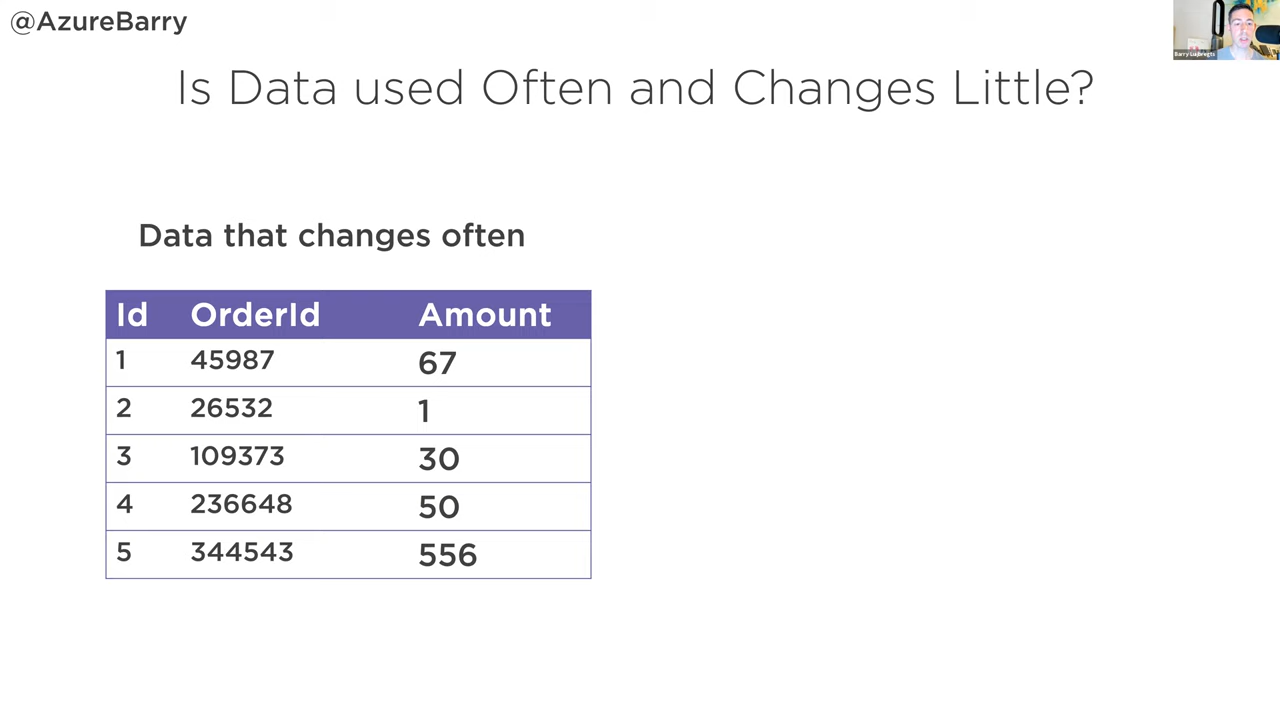 @AzureBarry
Is Data used Often and Changes Little?
Data that changes often
Id OrderId Amount
1 45987 67
2 26532 1
3 109373 30
4 236648 50
5 344543 556